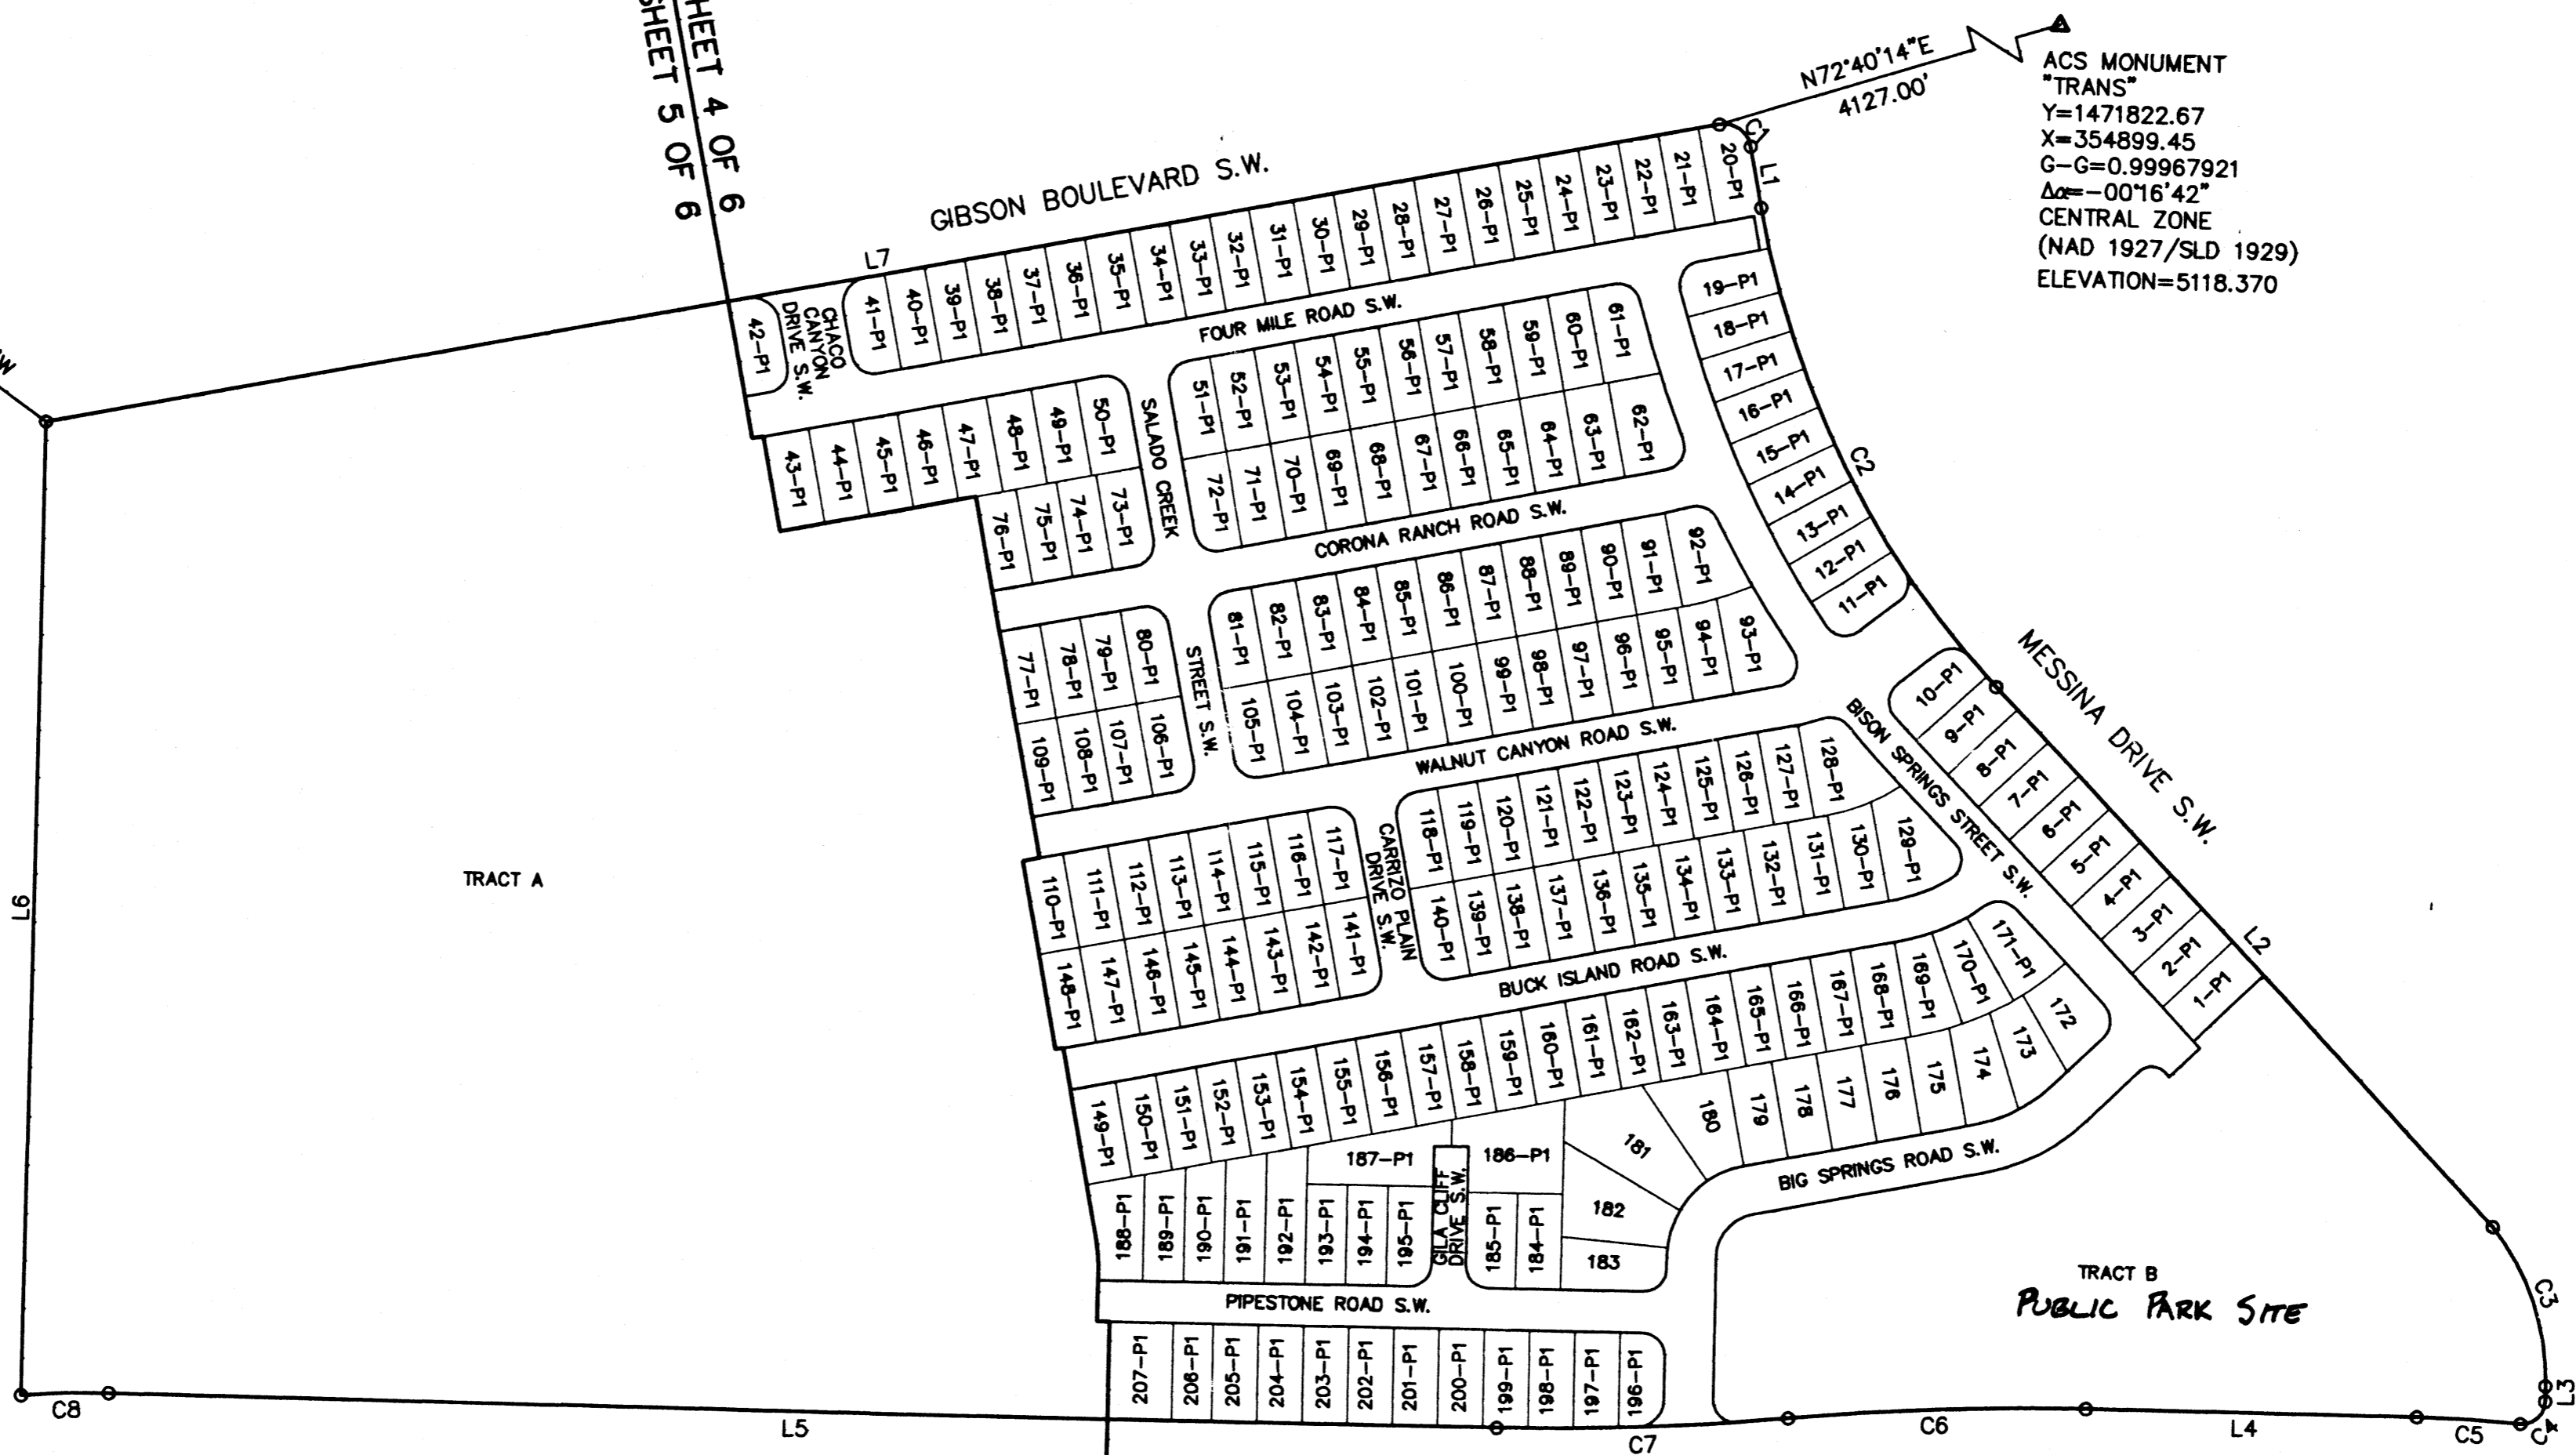 SHEET 4 OF 6
SHEET 5 OF 6
N72°40'14"E
4127.00'
ACS MONUMENT
"TRANS"
Y=1471822.67
X=354899.45
G-G=0.99967921
Δα=-00°16'42"
CENTRAL ZONE
(NAD 1927/SLD 1929)
ELEVATION=5118.370
GIBSON BOULEVARD S.W.
L7
C1
L1
20-P1
21-P1
22-P1
23-P1
24-P1
25-P1
26-P1
27-P1
28-P1
29-P1
30-P1
31-P1
32-P1
33-P1
34-P1
35-P1
36-P1
37-P1
38-P1
39-P1
40-P1
41-P1
CHACO
CANYON
DRIVE S.W.
42-P1
FOUR MILE ROAD S.W.
19-P1
18-P1
17-P1
16-P1
15-P1
14-P1
13-P1
12-P1
11-P1
C2
43-P1
44-P1
45-P1
46-P1
47-P1
48-P1
49-P1
50-P1
SALADO CREEK
51-P1
52-P1
53-P1
54-P1
55-P1
56-P1
57-P1
58-P1
59-P1
60-P1
61-P1
62-P1
63-P1
64-P1
65-P1
66-P1
67-P1
68-P1
69-P1
70-P1
71-P1
72-P1
73-P1
74-P1
75-P1
76-P1
CORONA RANCH ROAD S.W.
77-P1
78-P1
79-P1
80-P1
STREET S.W.
81-P1
82-P1
83-P1
84-P1
85-P1
86-P1
87-P1
88-P1
89-P1
90-P1
91-P1
92-P1
93-P1
94-P1
95-P1
96-P1
97-P1
98-P1
99-P1
100-P1
101-P1
102-P1
103-P1
104-P1
105-P1
106-P1
107-P1
108-P1
109-P1
WALNUT CANYON ROAD S.W.
MESSINA DRIVE S.W.
BISON SPRINGS STREET S.W.
10-P1
9-P1
8-P1
7-P1
6-P1
5-P1
4-P1
3-P1
2-P1
1-P1
L2
110-P1
111-P1
112-P1
113-P1
114-P1
115-P1
116-P1
117-P1
CARRIZO PLAIN
DRIVE S.W.
118-P1
119-P1
120-P1
121-P1
122-P1
123-P1
124-P1
125-P1
126-P1
127-P1
128-P1
129-P1
130-P1
131-P1
132-P1
133-P1
134-P1
135-P1
136-P1
137-P1
138-P1
139-P1
140-P1
141-P1
142-P1
143-P1
144-P1
145-P1
146-P1
147-P1
148-P1
BUCK ISLAND ROAD S.W.
149-P1
150-P1
151-P1
152-P1
153-P1
154-P1
155-P1
156-P1
157-P1
158-P1
159-P1
160-P1
161-P1
162-P1
163-P1
164-P1
165-P1
166-P1
167-P1
168-P1
169-P1
170-P1
171-P1
172
173
174
175
176
177
178
179
180
181
182
183
BIG SPRINGS ROAD S.W.
184-P1
185-P1
186-P1
GILA CLIFF
DRIVE S.W.
187-P1
188-P1
189-P1
190-P1
191-P1
192-P1
193-P1
194-P1
195-P1
PIPESTONE ROAD S.W.
207-P1
206-P1
205-P1
204-P1
203-P1
202-P1
201-P1
200-P1
199-P1
198-P1
197-P1
196-P1
TRACT A
L6
TRACT B
PUBLIC PARK SITE
C3
L3
C4
C5
L4
C6
C7
L5
C8